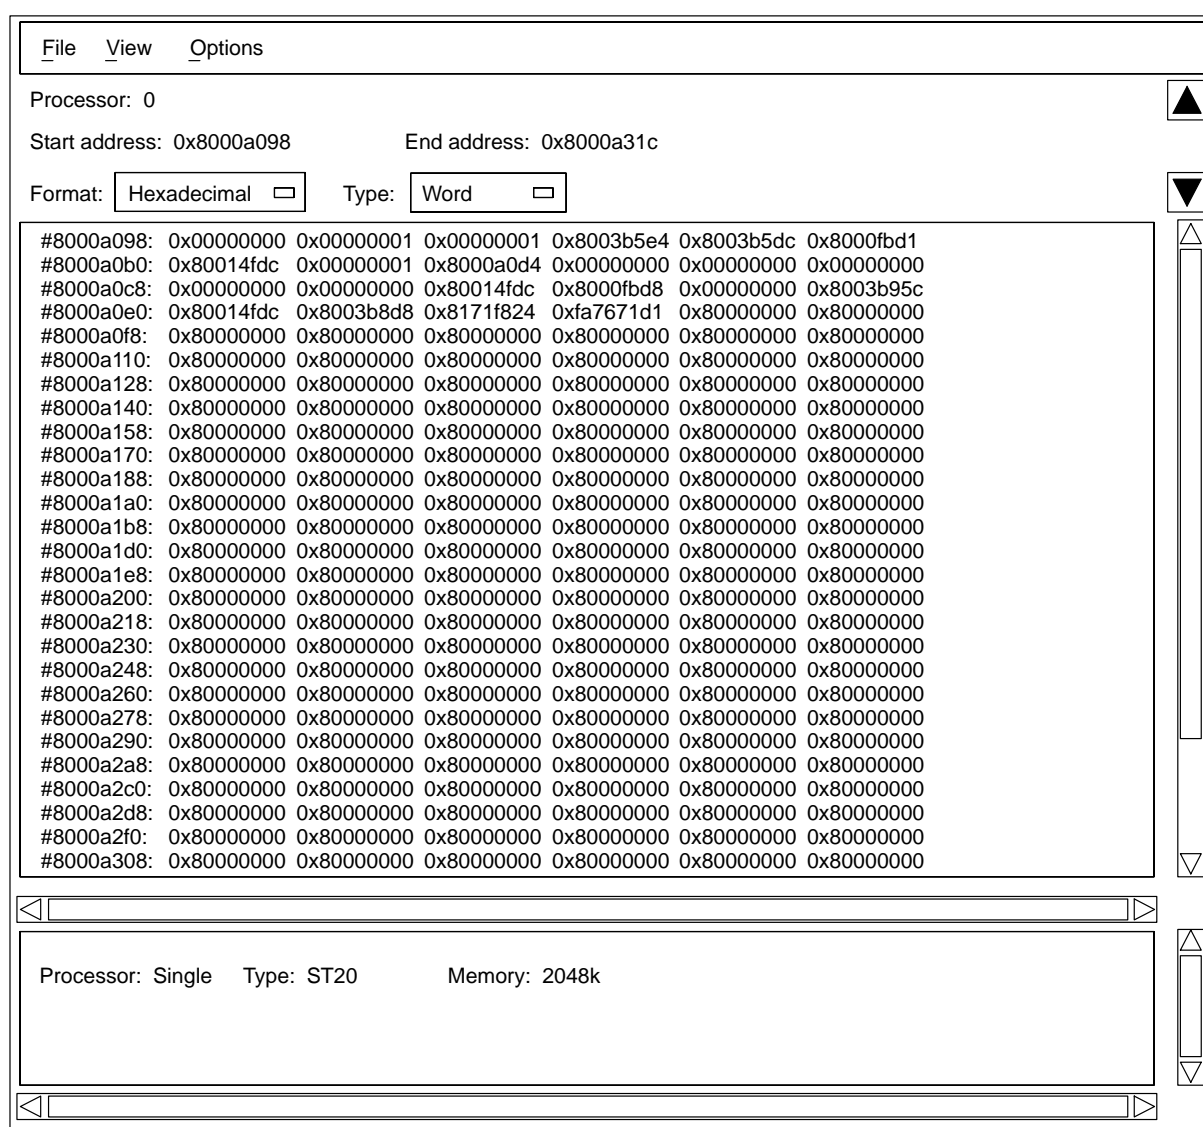 File View Options
Processor: 0
Start address: 0x8000a098 End address: 0x8000a31c
Format: Hexadecimal Type: Word
#8000a098: 0x00000000 0x00000001 0x00000001 0x8003b5e4 0x8003b5dc 0x8000fbd1
#8000a0b0: 0x80014fdc 0x00000001 0x8000a0d4 0x00000000 0x00000000 0x00000000
#8000a0c8: 0x00000000 0x00000000 0x80014fdc 0x8000fbd8 0x00000000 0x8003b95c
#8000a0e0: 0x80014fdc 0x8003b8d8 0x8171f824 0xfa7671d1 0x80000000 0x80000000
#8000a0f8: 0x80000000 0x80000000 0x80000000 0x80000000 0x80000000 0x80000000
#8000a110: 0x80000000 0x80000000 0x80000000 0x80000000 0x80000000 0x80000000
#8000a128: 0x80000000 0x80000000 0x80000000 0x80000000 0x80000000 0x80000000
#8000a140: 0x80000000 0x80000000 0x80000000 0x80000000 0x80000000 0x80000000
#8000a158: 0x80000000 0x80000000 0x80000000 0x80000000 0x80000000 0x80000000
#8000a170: 0x80000000 0x80000000 0x80000000 0x80000000 0x80000000 0x80000000
#8000a188: 0x80000000 0x80000000 0x80000000 0x80000000 0x80000000 0x80000000
#8000a1a0: 0x80000000 0x80000000 0x80000000 0x80000000 0x80000000 0x80000000
#8000a1b8: 0x80000000 0x80000000 0x80000000 0x80000000 0x80000000 0x80000000
#8000a1d0: 0x80000000 0x80000000 0x80000000 0x80000000 0x80000000 0x80000000
#8000a1e8: 0x80000000 0x80000000 0x80000000 0x80000000 0x80000000 0x80000000
#8000a200: 0x80000000 0x80000000 0x80000000 0x80000000 0x80000000 0x80000000
#8000a218: 0x80000000 0x80000000 0x80000000 0x80000000 0x80000000 0x80000000
#8000a230: 0x80000000 0x80000000 0x80000000 0x80000000 0x80000000 0x80000000
#8000a248: 0x80000000 0x80000000 0x80000000 0x80000000 0x80000000 0x80000000
#8000a260: 0x80000000 0x80000000 0x80000000 0x80000000 0x80000000 0x80000000
#8000a278: 0x80000000 0x80000000 0x80000000 0x80000000 0x80000000 0x80000000
#8000a290: 0x80000000 0x80000000 0x80000000 0x80000000 0x80000000 0x80000000
#8000a2a8: 0x80000000 0x80000000 0x80000000 0x80000000 0x80000000 0x80000000
#8000a2c0: 0x80000000 0x80000000 0x80000000 0x80000000 0x80000000 0x80000000
#8000a2d8: 0x80000000 0x80000000 0x80000000 0x80000000 0x80000000 0x80000000
#8000a2f0: 0x80000000 0x80000000 0x80000000 0x80000000 0x80000000 0x80000000
#8000a308: 0x80000000 0x80000000 0x80000000 0x80000000 0x80000000 0x80000000
Processor: Single Type: ST20 Memory: 2048k